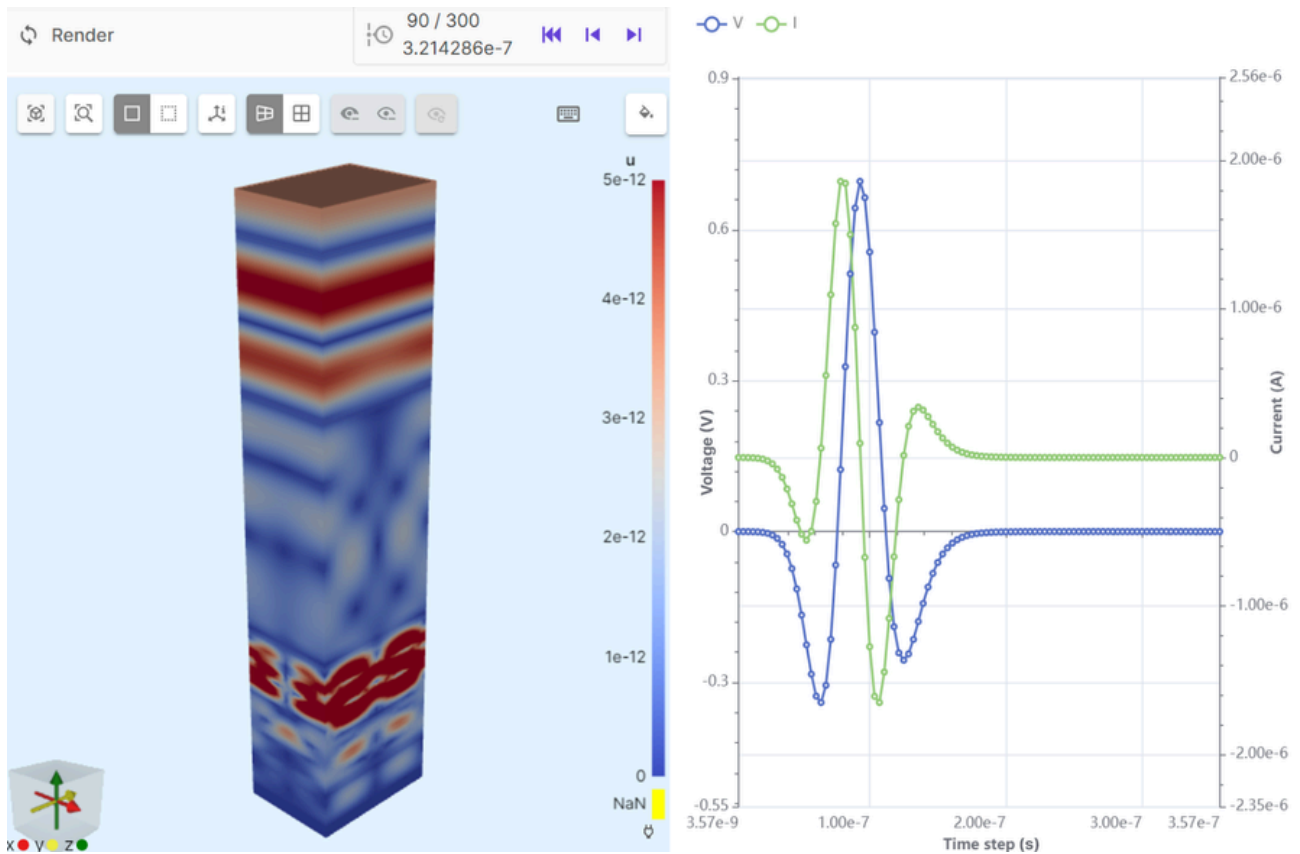 Render
90 / 300
3.214286e-7
u
5e-12
4e-12
3e-12
2e-12
1e-12
0
NaN
X Y Z
V I
0.9
0.6
0.3
0
-0.3
-0.55
Voltage (V)
2.56e-6
2.00e-6
1.00e-6
0
-1.00e-6
-2.00e-6
-2.35e-6
Current (A)
3.57e-9 1.00e-7 2.00e-7 3.00e-7 3.57e-7
Time step (s)